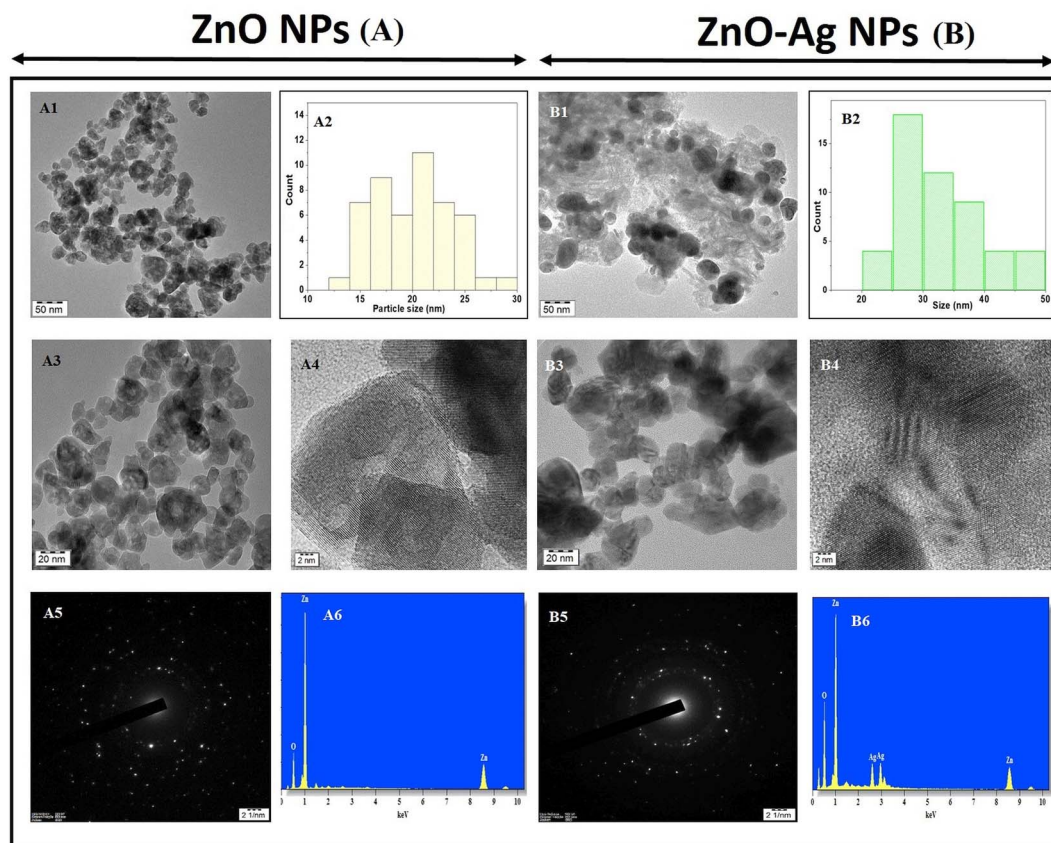 ZnO NPs (A)
ZnO-Ag NPs (B)
A1
50 nm
A2
14
12
10
8
6
4
2
0
Count
10
15
20
25
30
Particle size (nm)
B1
50 nm
B2
15
10
5
0
Count
20
30
40
50
Size (nm)
A3
20 nm
A4
2 nm
B3
20 nm
B4
2 nm
A5
2 1/nm
A6
Zn
O
Zn
0 1 2 3 4 5 6 7 8 9 10
keV
B5
2 1/nm
B6
Zn
O
Ag
Ag
Zn
0 1 2 3 4 5 6 7 8 9 10
keV